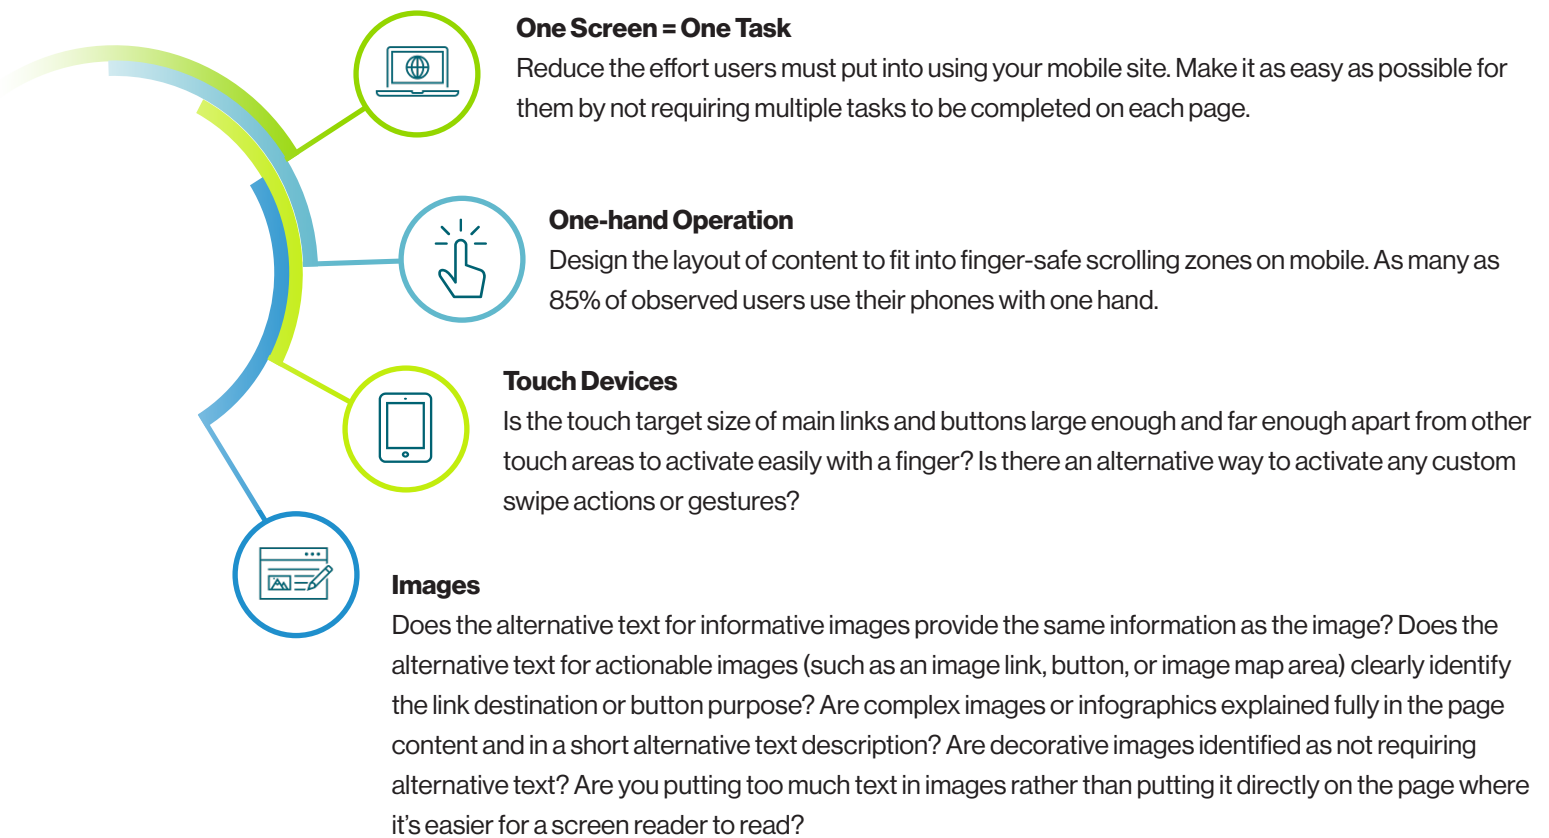 One Screen = One Task
Reduce the effort users must put into using your mobile site. Make it as easy as possible for
them by not requiring multiple tasks to be completed on each page.
One-hand Operation
Design the layout of content to fit into finger-safe scrolling zones on mobile. As many as
85% of observed users use their phones with one hand.
Touch Devices
Is the touch target size of main links and buttons large enough and far enough apart from other
touch areas to activate easily with a finger? Is there an alternative way to activate any custom
swipe actions or gestures?
Images
Does the alternative text for informative images provide the same information as the image? Does the
alternative text for actionable images (such as an image link, button, or image map area) clearly identify
the link destination or button purpose? Are complex images or infographics explained fully in the page
content and in a short alternative text description? Are decorative images identified as not requiring
alternative text? Are you putting too much text in images rather than putting it directly on the page where
it's easier for a screen reader to read?